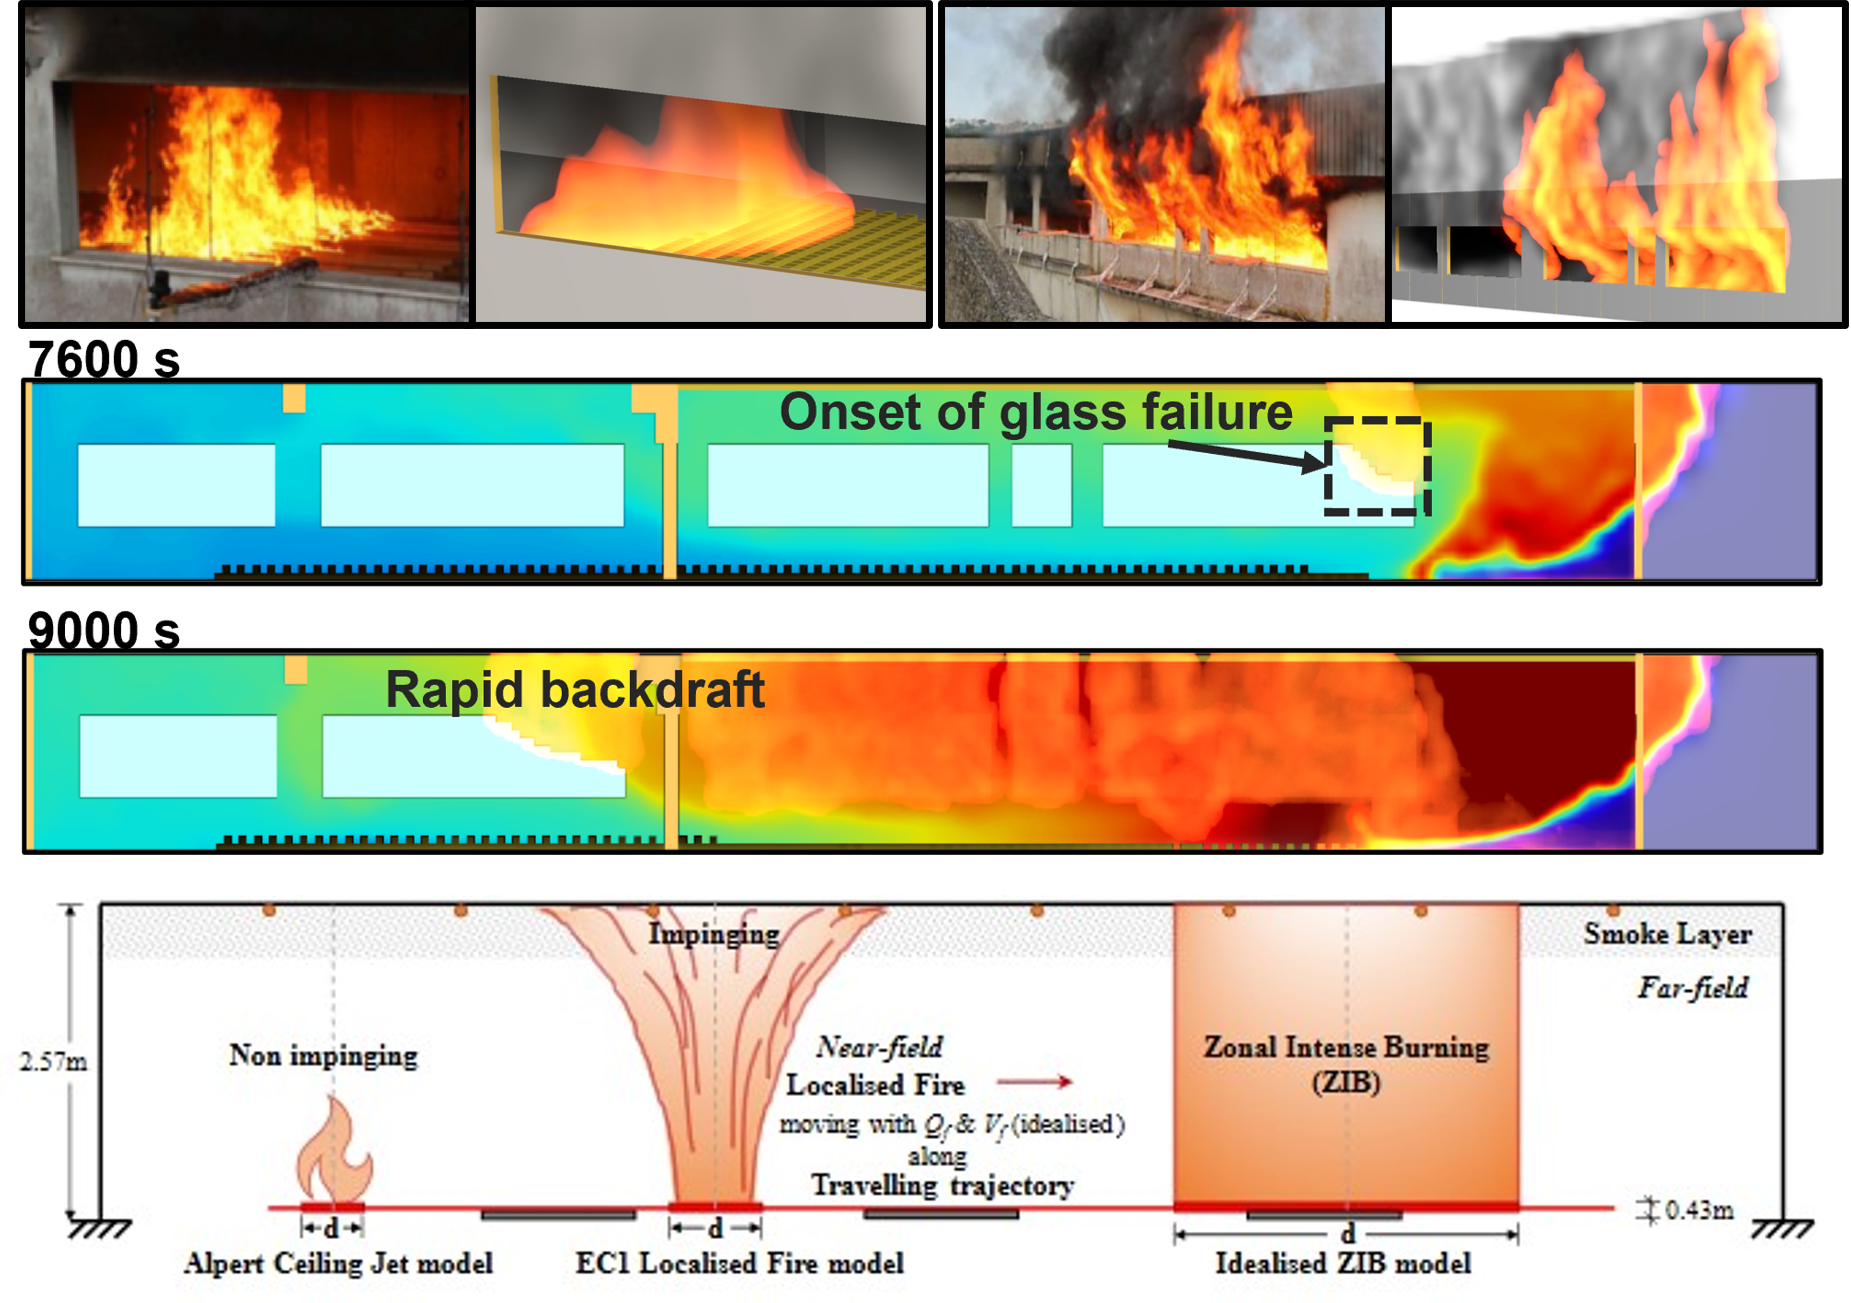 7600 s
Onset of glass failure
9000 s
Rapid backdraft
Impinging
Smoke Layer
Far-field
2.57m
Non impinging
Near-field
Localised Fire
moving with Qf & Vf (idealised)
along
Travelling trajectory
Zonal Intense Burning
(ZIB)
0.43m
d
d
d
Alpert Ceiling Jet model
EC1 Localised Fire model
Idealised ZIB model